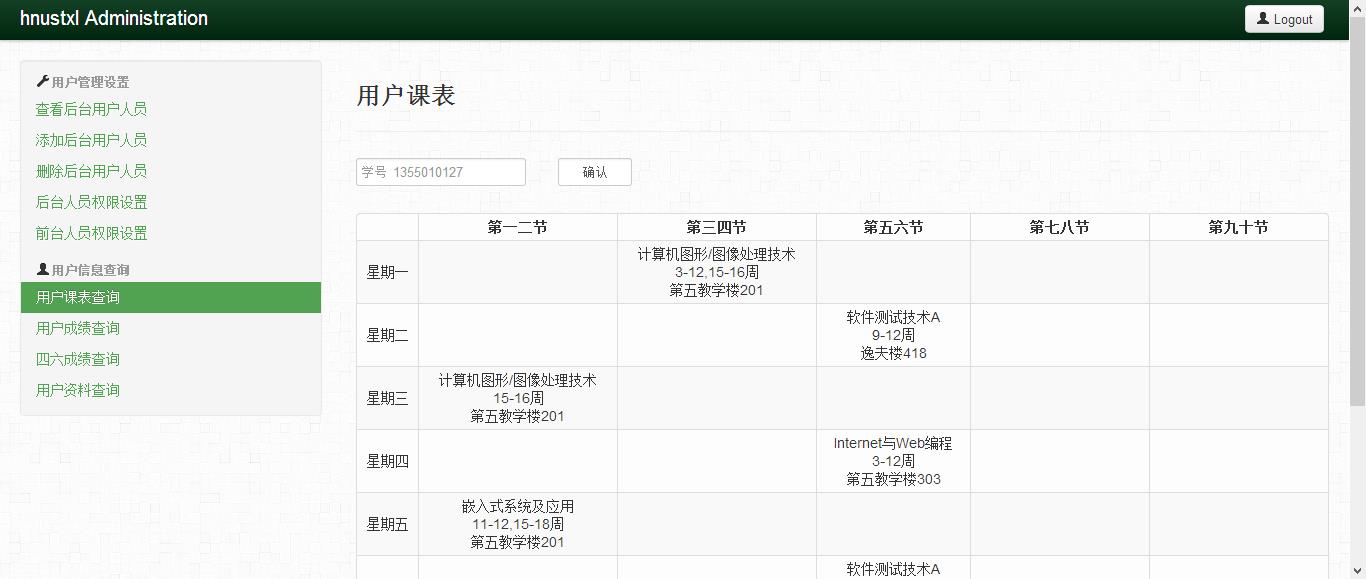 hnustxl Administration
Logout
用户管理设置
查看后台用户人员
添加后台用户人员
删除后台用户人员
后台人员权限设置
前台人员权限设置
用户信息查询
用户课表查询
用户成绩查询
四六成绩查询
用户资料查询
用户课表
学号 1355010127
确认
第一二节 第三四节 第五六节 第七八节 第九十节
星期一
计算机图形/图像处理技术
3-12,15-16周
第五教学楼201
星期二
软件测试技术A
9-12周
逸夫楼418
星期三
计算机图形/图像处理技术
15-16周
第五教学楼201
星期四
Internet与Web编程
3-12周
第五教学楼303
星期五
嵌入式系统及应用
11-12,15-18周
第五教学楼201
软件测试技术A